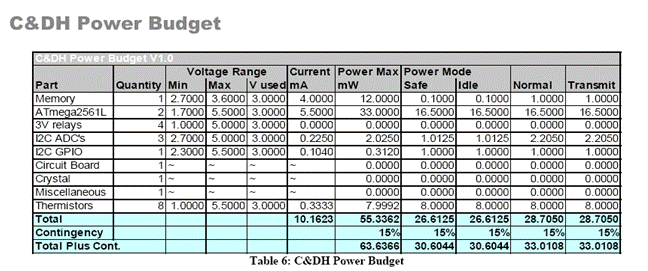 C&DH Power Budget
C&DH Power Budget V1.0
Voltage Range Current Power Max Power Mode
Part Quantity Min Max V used mA mW Safe Idle Normal Transmit
Memory 1 2.7000 3.6000 3.0000 4.0000 12.0000 0.1000 0.1000 1.0000 1.0000
ATmega2561L 2 1.7000 5.5000 3.0000 5.5000 33.0000 16.5000 16.5000 16.5000 16.5000
3V relays 4 1.0000 5.0000 3.0000 0.0000 0.0000 0.0000 0.0000 0.0000 0.0000
I2C ADC's 3 2.7000 5.0000 3.0000 0.2250 2.0250 1.0125 1.0125 2.2050 2.2050
I2C GPIO 1 2.3000 5.5000 3.0000 0.1040 0.3120 1.0000 1.0000 1.0000 1.0000
Circuit Board 1 ~ ~ ~ ~ 0.0000 0.0000 0.0000 0.0000 0.0000
Crystal 1 ~ ~ ~ ~ 0.0000 0.0000 0.0000 0.0000 0.0000
Miscellaneous 1 ~ ~ ~ ~ 0.0000 0.0000 0.0000 0.0000 0.0000
Thermistors 8 1.0000 5.5000 3.0000 0.3333 7.9992 8.0000 8.0000 8.0000 8.0000
Total 10.1623 55.3362 26.6125 26.6125 28.7050 28.7050
Contingency 15% 15% 15% 15% 15%
Total Plus Cont. 63.6366 30.6044 30.6044 33.0108 33.0108
Table 6: C&DH Power Budget